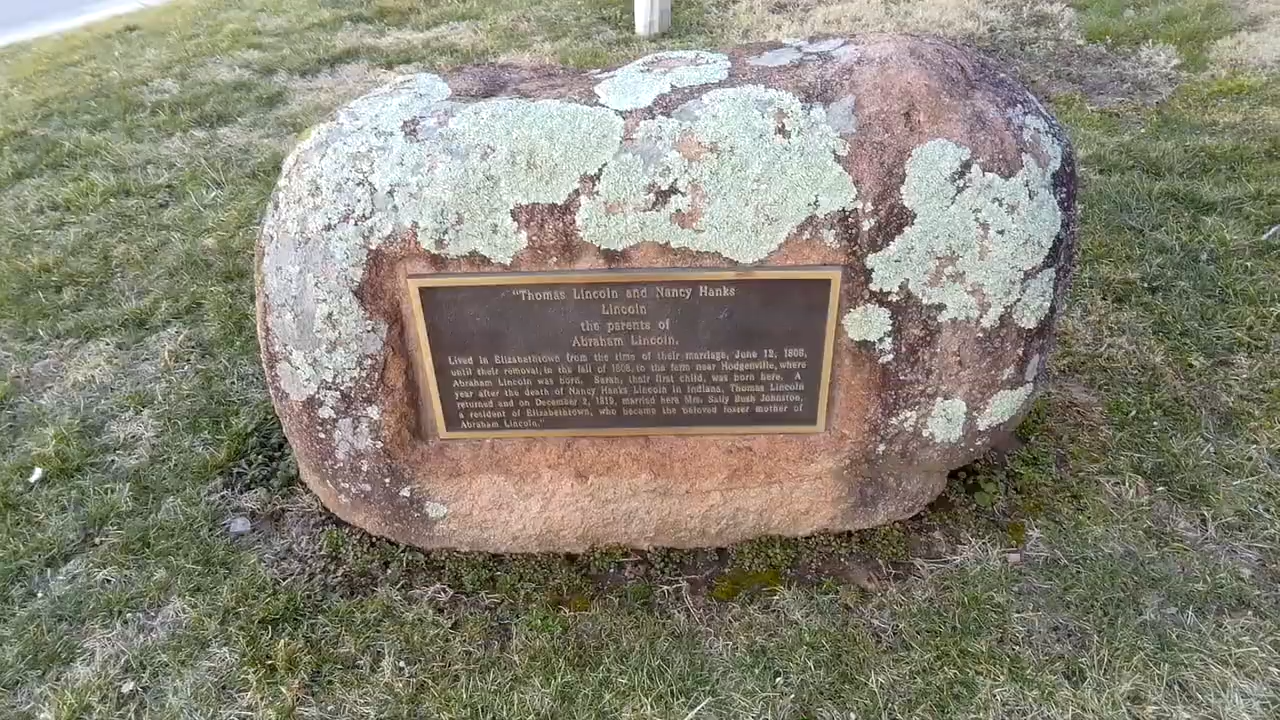 "Thomas Lincoln and Nancy Hanks
Lincoln
the parents of
Abraham Lincoln.
Lived in Elizabethtown from the time of their marriage, June 12, 1806,
until their removal, in the fall of 1808, to the farm near Hodgenville, where
Abraham Lincoln was born. Sarah, their first child, was born here. A
year after the death of Nancy Hanks Lincoln in Indiana, Thomas Lincoln
returned and on December 2, 1819, married here Mrs. Sally Bush Johnston,
a resident of Elizabethtown, who became the beloved foster mother of
Abraham Lincoln."